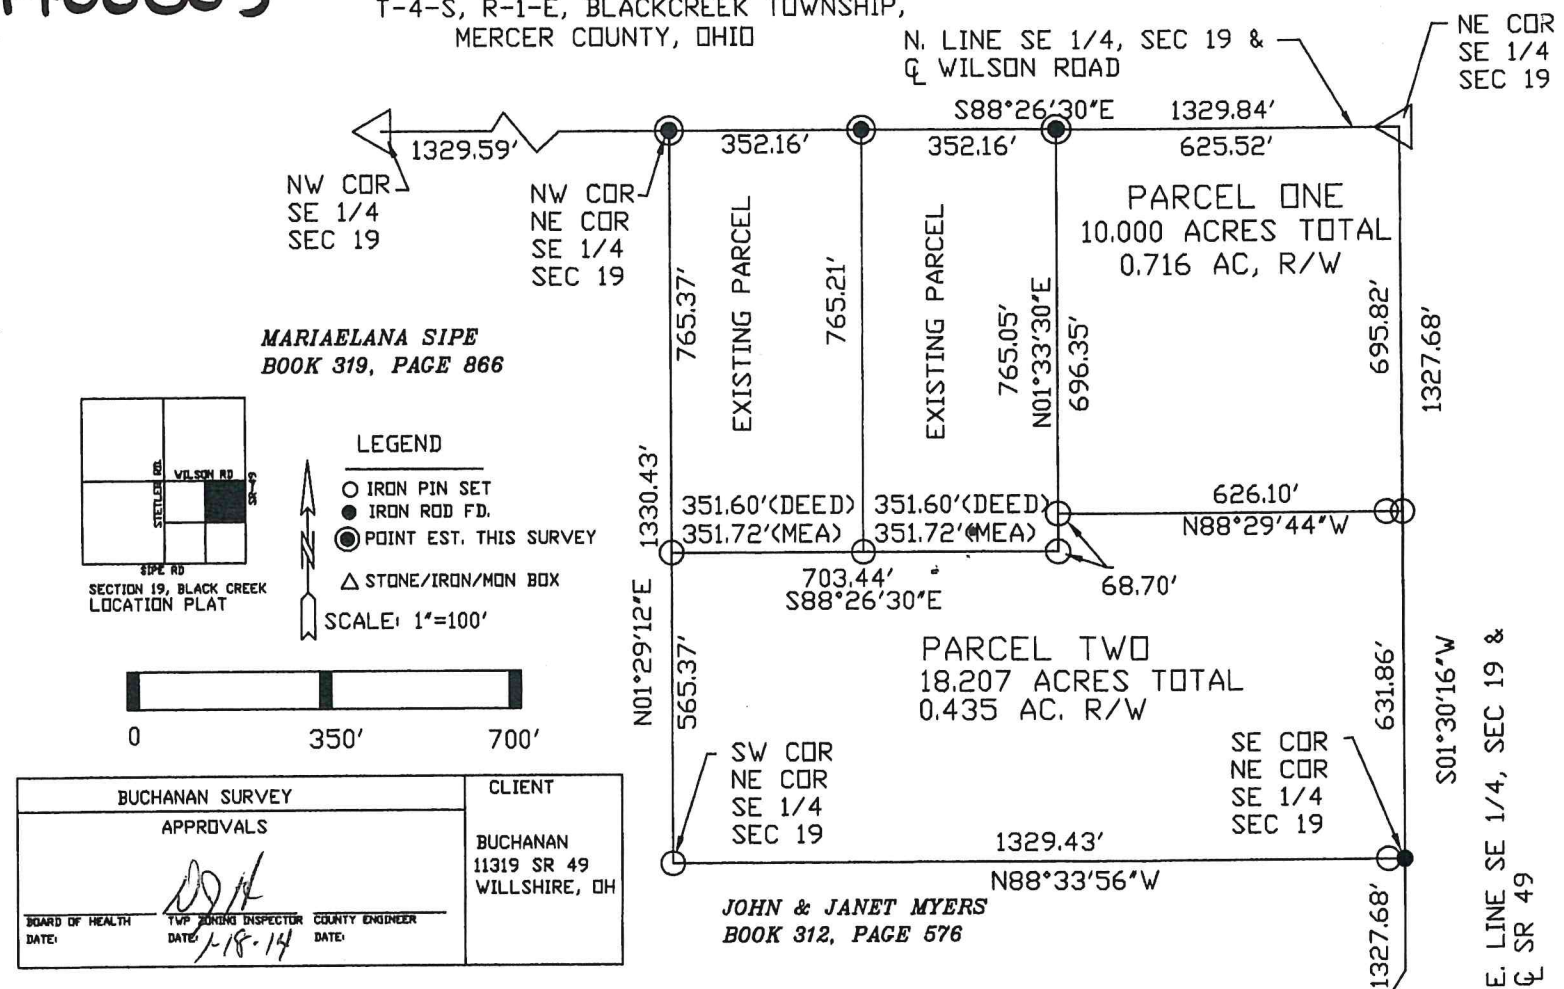 T-4-S, R-1-E, BLACKCREEK TOWNSHIP,
MERCER COUNTY, OHIO
N. LINE SE 1/4, SEC 19 &
℄ WILSON ROAD
NE COR
SE 1/4
SEC 19
S88°26'30"E 1329.84'
1329.59'
352.16'
352.16'
625.52'
NW COR
SE 1/4
SEC 19
NW COR
NE COR
SE 1/4
SEC 19
PARCEL ONE
10.000 ACRES TOTAL
0.716 AC, R/W
765.37'
EXISTING PARCEL
765.21'
EXISTING PARCEL
765.05'
N01°33'30"E
696.35'
695.82'
1327.68'
MARIAELANA SIPE
BOOK 319, PAGE 866
WILSON RD
STETLER RD.
SR-49
SIPE RD
SECTION 19, BLACK CREEK
LOCATION PLAT
LEGEND
IRON PIN SET
IRON ROD FD.
POINT EST. THIS SURVEY
STONE/IRON/MON BOX
N
SCALE: 1"=100'
0 350' 700'
1330.43'
N01°29'12"E
565.37'
351.60'(DEED) 351.60'(DEED)
351.72'(MEA) 351.72'(MEA)
703.44'
S88°26'30"E
626.10'
N88°29'44"W
68.70'
PARCEL TWO
18.207 ACRES TOTAL
0.435 AC. R/W
631.86'
S01°30'16"W
E. LINE SE 1/4, SEC 19 &
℄ SR 49
SW COR
NE COR
SE 1/4
SEC 19
SE COR
NE COR
SE 1/4
SEC 19
1329.43'
N88°33'56"W
1327.68'
JOHN & JANET MYERS
BOOK 312, PAGE 576
BUCHANAN SURVEY
APPROVALS
BOARD OF HEALTH TWP ZONING INSPECTOR COUNTY ENGINEER
DATE: DATE: 1-18-14 DATE:
CLIENT
BUCHANAN
11319 SR 49
WILLSHIRE, OH